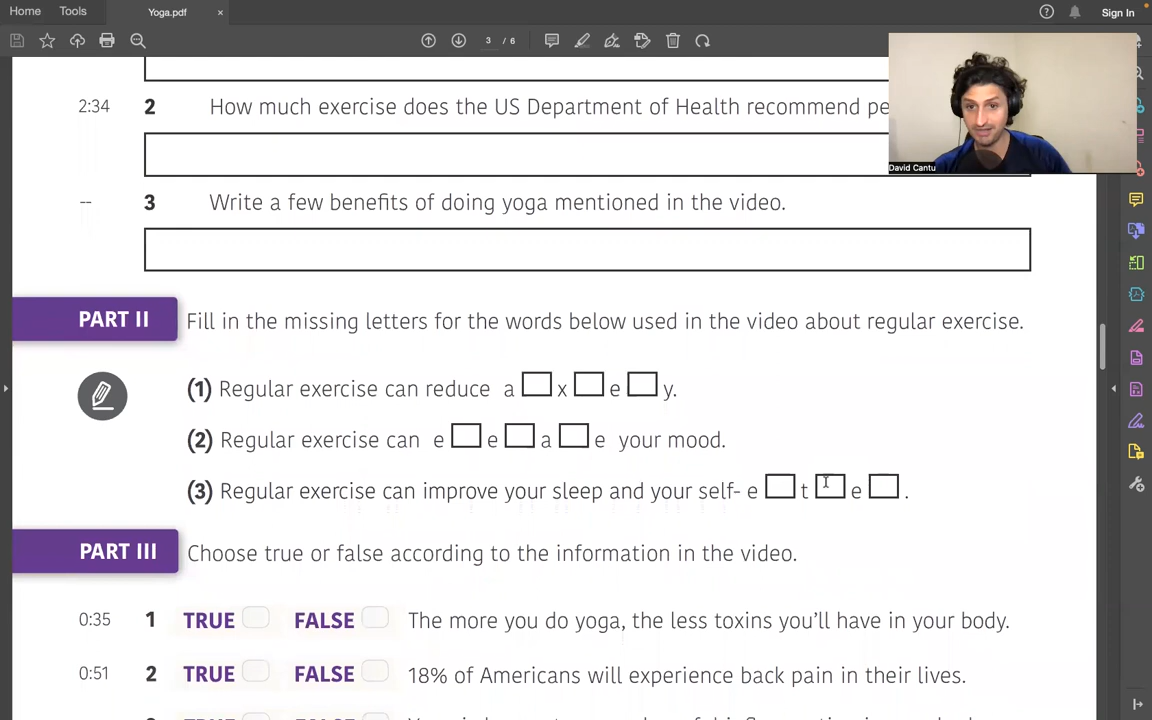 Home Tools Yoga.pdf × Sign In
3 / 6
2:34 2 How much exercise does the US Department of Health recommend pe
David Cantu
-- 3 Write a few benefits of doing yoga mentioned in the video.
PART II Fill in the missing letters for the words below used in the video about regular exercise.
(1) Regular exercise can reduce a x e y.
(2) Regular exercise can e e a e your mood.
(3) Regular exercise can improve your sleep and your self- e t e .
PART III Choose true or false according to the information in the video.
0:35 1 TRUE FALSE The more you do yoga, the less toxins you'll have in your body.
0:51 2 TRUE FALSE 18% of Americans will experience back pain in their lives.